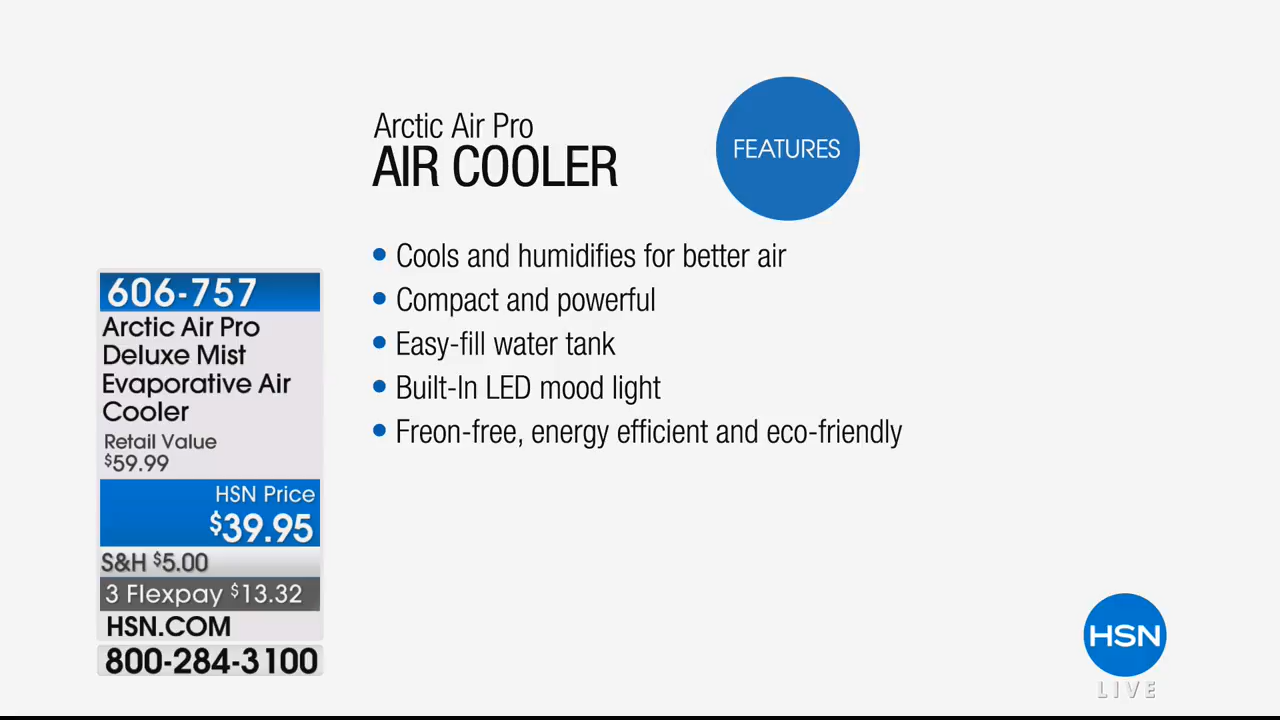 Arctic Air Pro
AIR COOLER
FEATURES
• Cools and humidifies for better air
• Compact and powerful
• Easy-fill water tank
• Built-In LED mood light
• Freon-free, energy efficient and eco-friendly
606-757
Arctic Air Pro
Deluxe Mist
Evaporative Air
Cooler
Retail Value
$59.99
HSN Price
$39.95
S&H $5.00
3 Flexpay $13.32
HSN.COM
800-284-3100
HSN
LIVE